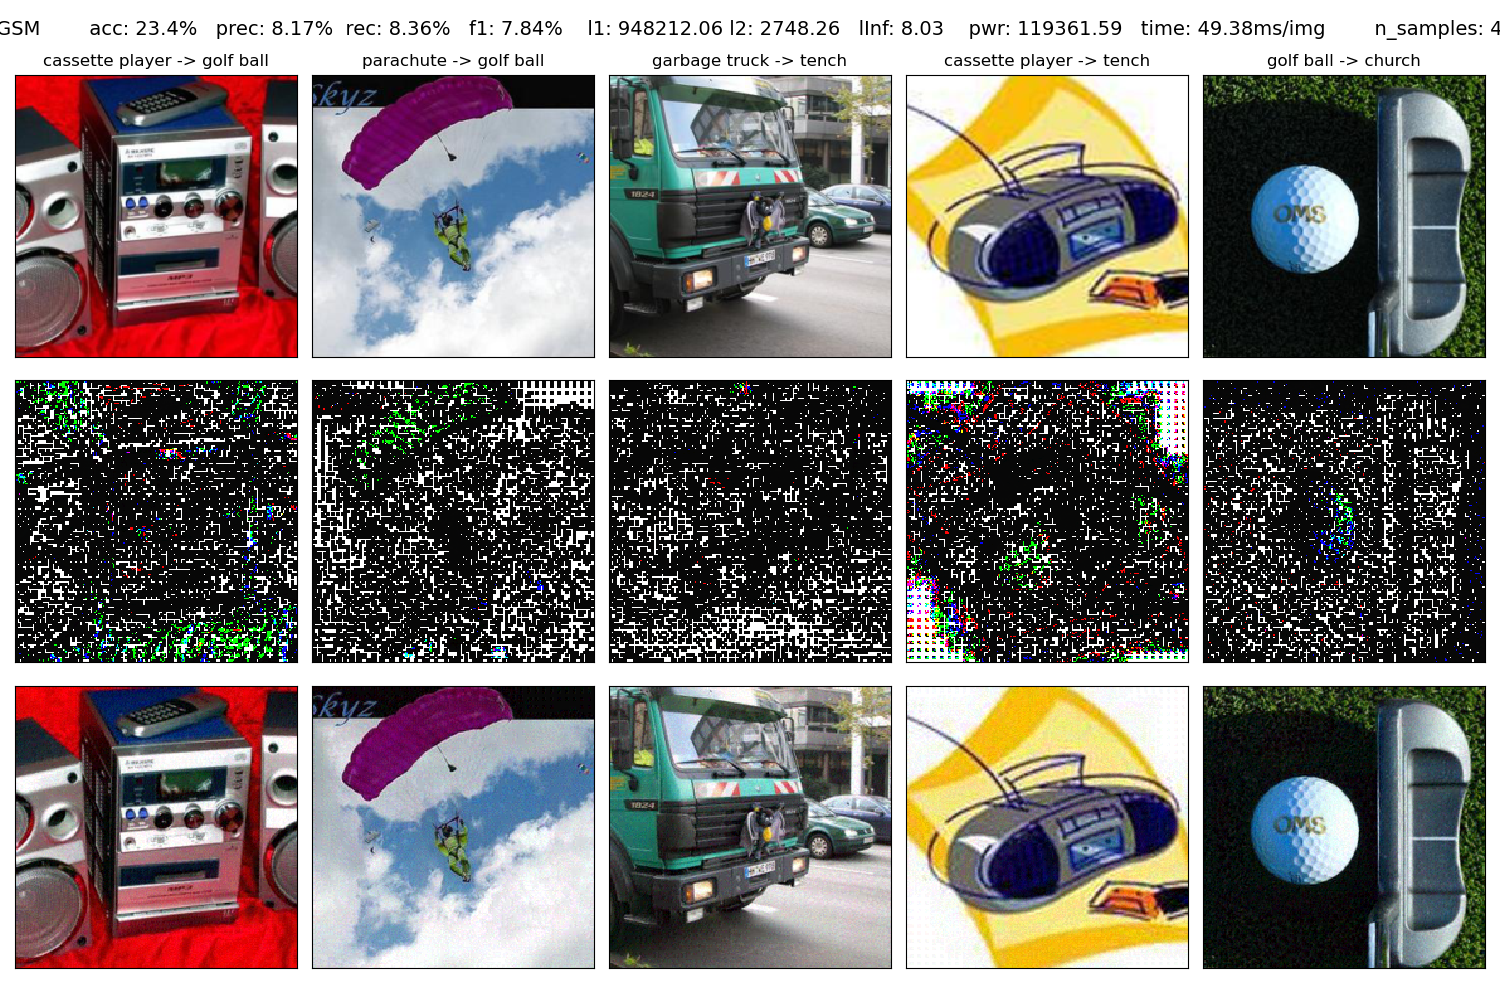 GSM acc: 23.4% prec: 8.17% rec: 8.36% f1: 7.84% l1: 948212.06 l2: 2748.26 lInf: 8.03 pwr: 119361.59 time: 49.38ms/img n_samples: 4
cassette player -> golf ball
parachute -> golf ball
garbage truck -> tench
cassette player -> tench
golf ball -> church
Skyz
1824
OMS
Skyz
1824
OMS